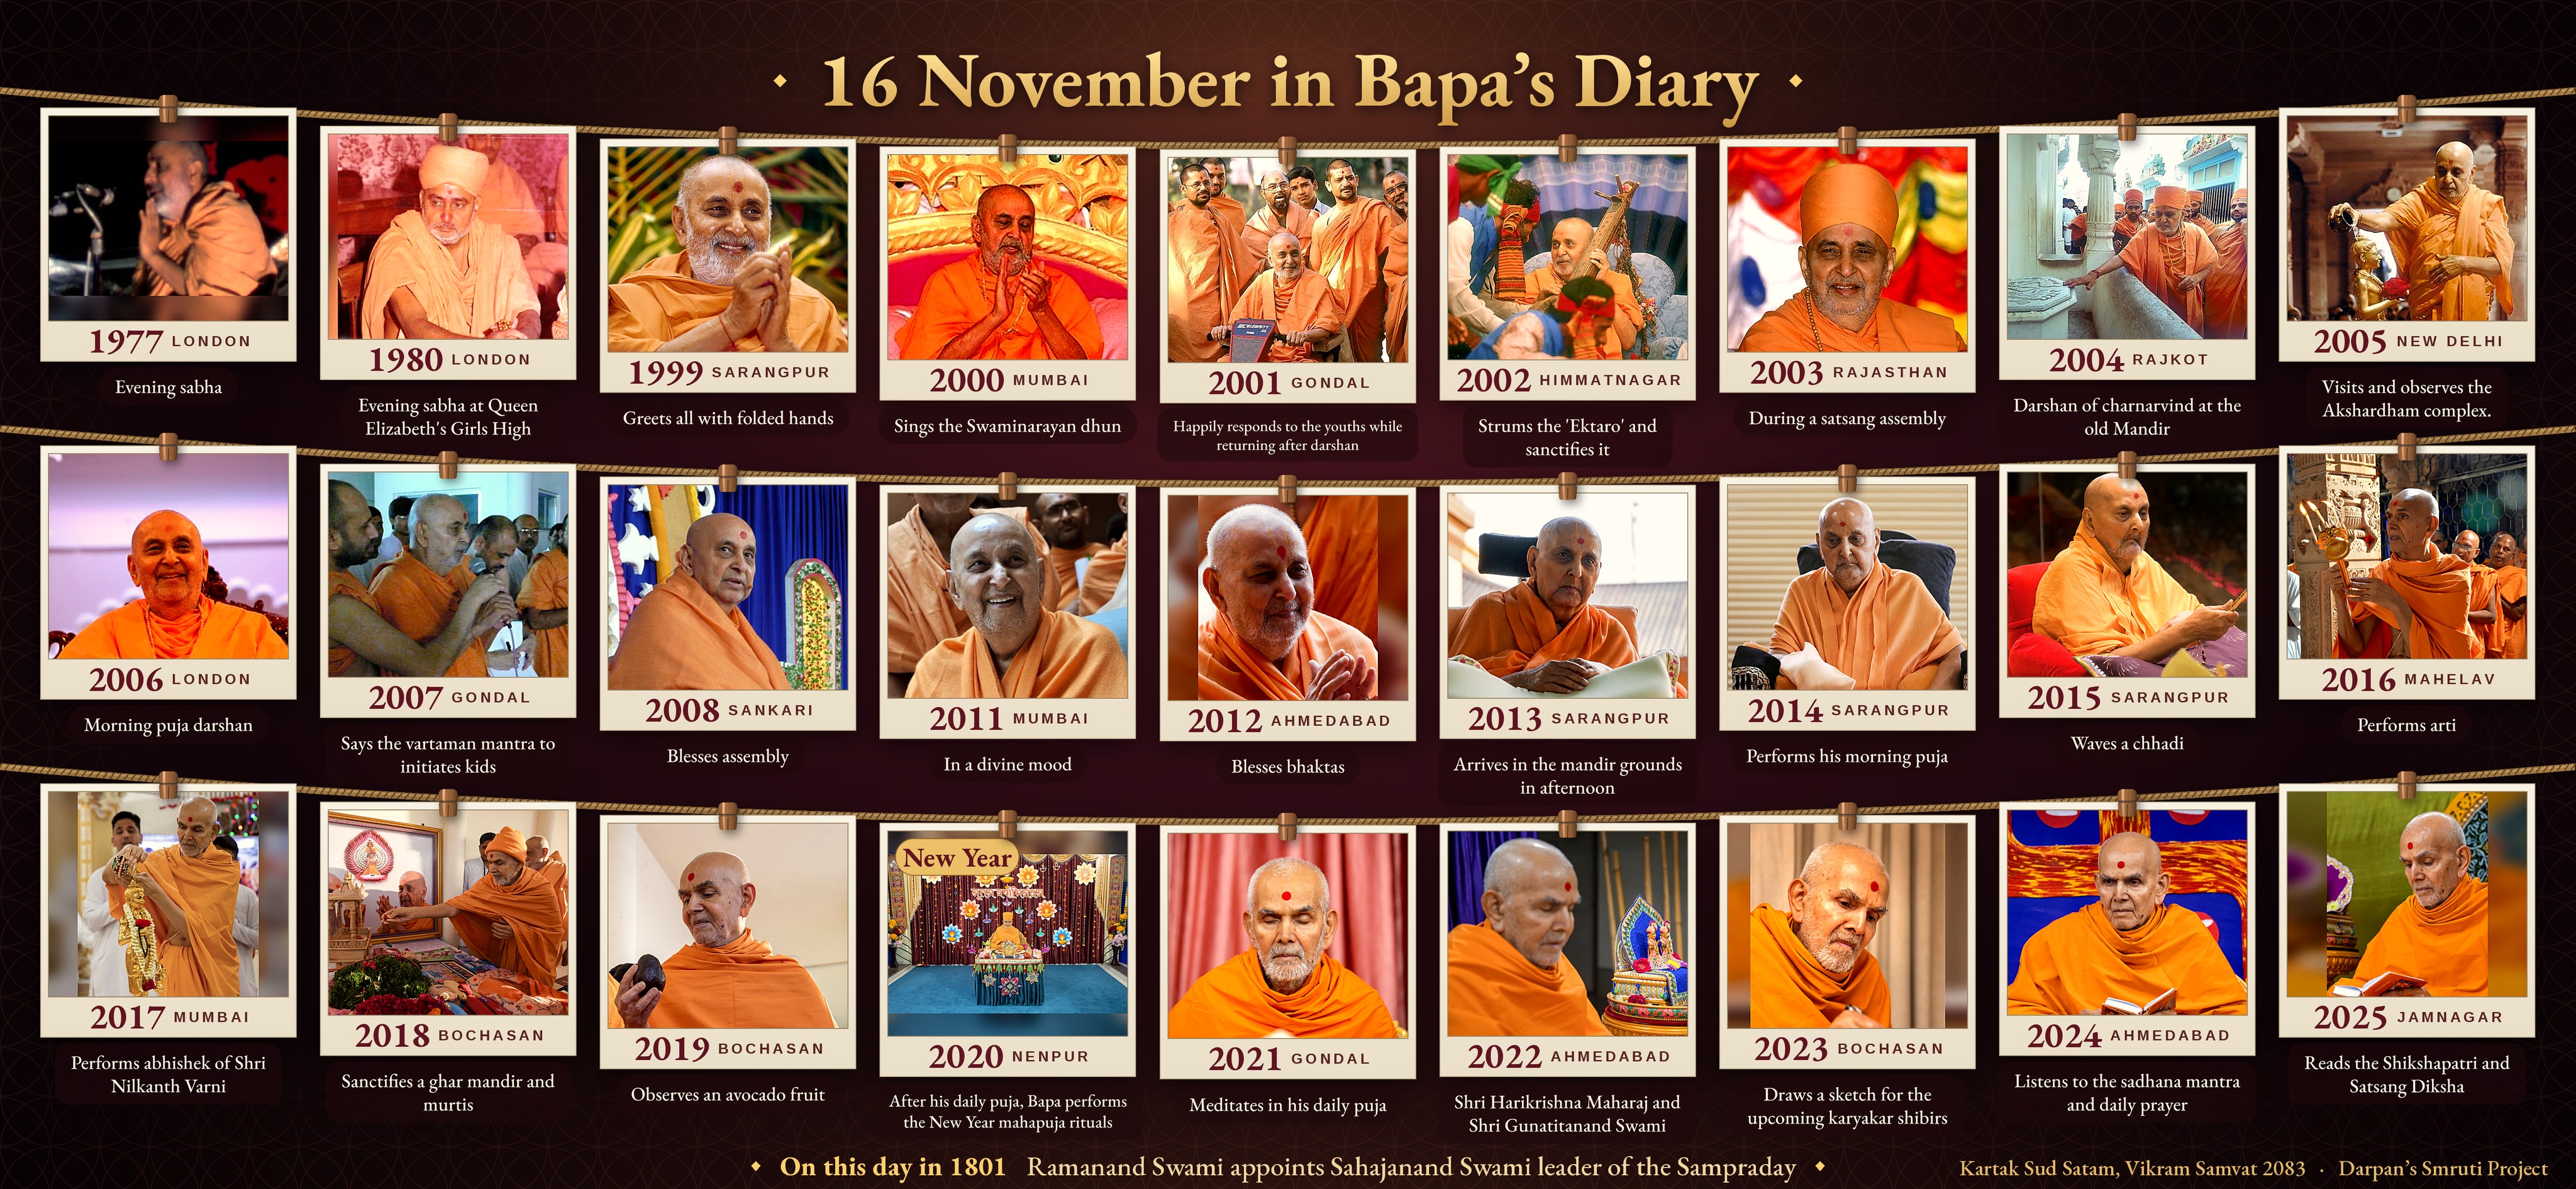 16 November in Bapa's Diary
1977 LONDON
Evening sabha
1980 LONDON
Evening sabha at Queen
Elizabeth's Girls High
1999 SARANGPUR
Greets all with folded hands
2000 MUMBAI
Sings the Swaminarayan dhun
2001 GONDAL
Happily responds to the youths while
returning after darshan
2002 HIMMATNAGAR
Strums the 'Ektaro' and
sanctifies it
2003 RAJASTHAN
During a satsang assembly
2004 RAJKOT
Darshan of charnarvind at the
old Mandir
2005 NEW DELHI
Visits and observes the
Akshardham complex.
2006 LONDON
Morning puja darshan
2007 GONDAL
Says the vartaman mantra to
initiates kids
2008 SANKARI
Blesses assembly
2011 MUMBAI
In a divine mood
2012 AHMEDABAD
Blesses bhaktas
2013 SARANGPUR
Arrives in the mandir grounds
in afternoon
2014 SARANGPUR
Performs his morning puja
2015 SARANGPUR
Waves a chhadi
2016 MAHELAV
Performs arti
2017 MUMBAI
Performs abhishek of Shri
Nilkanth Varni
2018 BOCHASAN
Sanctifies a ghar mandir and
murtis
2019 BOCHASAN
Observes an avocado fruit
New Year
2020 NENPUR
After his daily puja, Bapa performs
the New Year mahapuja rituals
2021 GONDAL
Meditates in his daily puja
2022 AHMEDABAD
Shri Harikrishna Maharaj and
Shri Gunatitanand Swami
2023 BOCHASAN
Draws a sketch for the
upcoming karyakar shibirs
2024 AHMEDABAD
Listens to the sadhana mantra
and daily prayer
2025 JAMNAGAR
Reads the Shikshapatri and
Satsang Diksha
On this day in 1801 Ramanand Swami appoints Sahajanand Swami leader of the Sampraday
Kartak Sud Satam, Vikram Samvat 2083 · Darpan's Smruti Project